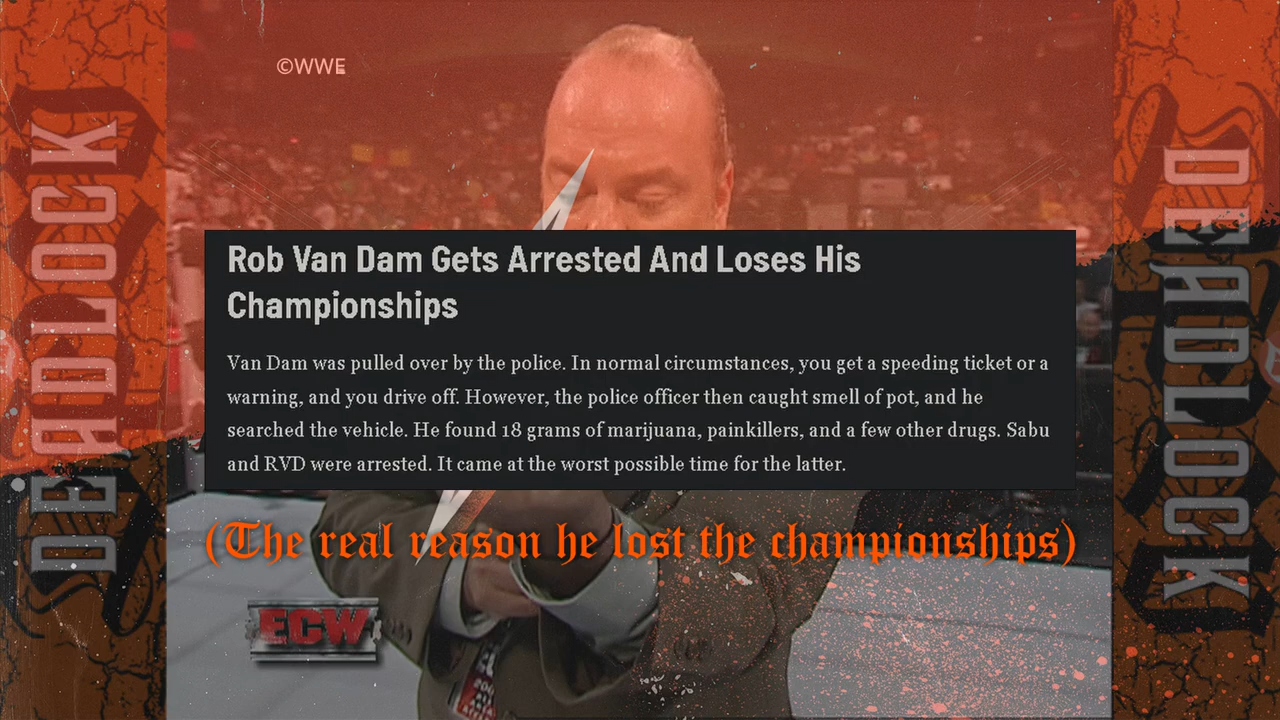 ©WWE
DEADLOCK
DEADLOCK
Rob Van Dam Gets Arrested And Loses His
Championships
Van Dam was pulled over by the police. In normal circumstances, you get a speeding ticket or a
warning, and you drive off. However, the police officer then caught smell of pot, and he
searched the vehicle. He found 18 grams of marijuana, painkillers, and a few other drugs. Sabu
and RVD were arrested. It came at the worst possible time for the latter.
(The real reason he lost the championships)
ECW